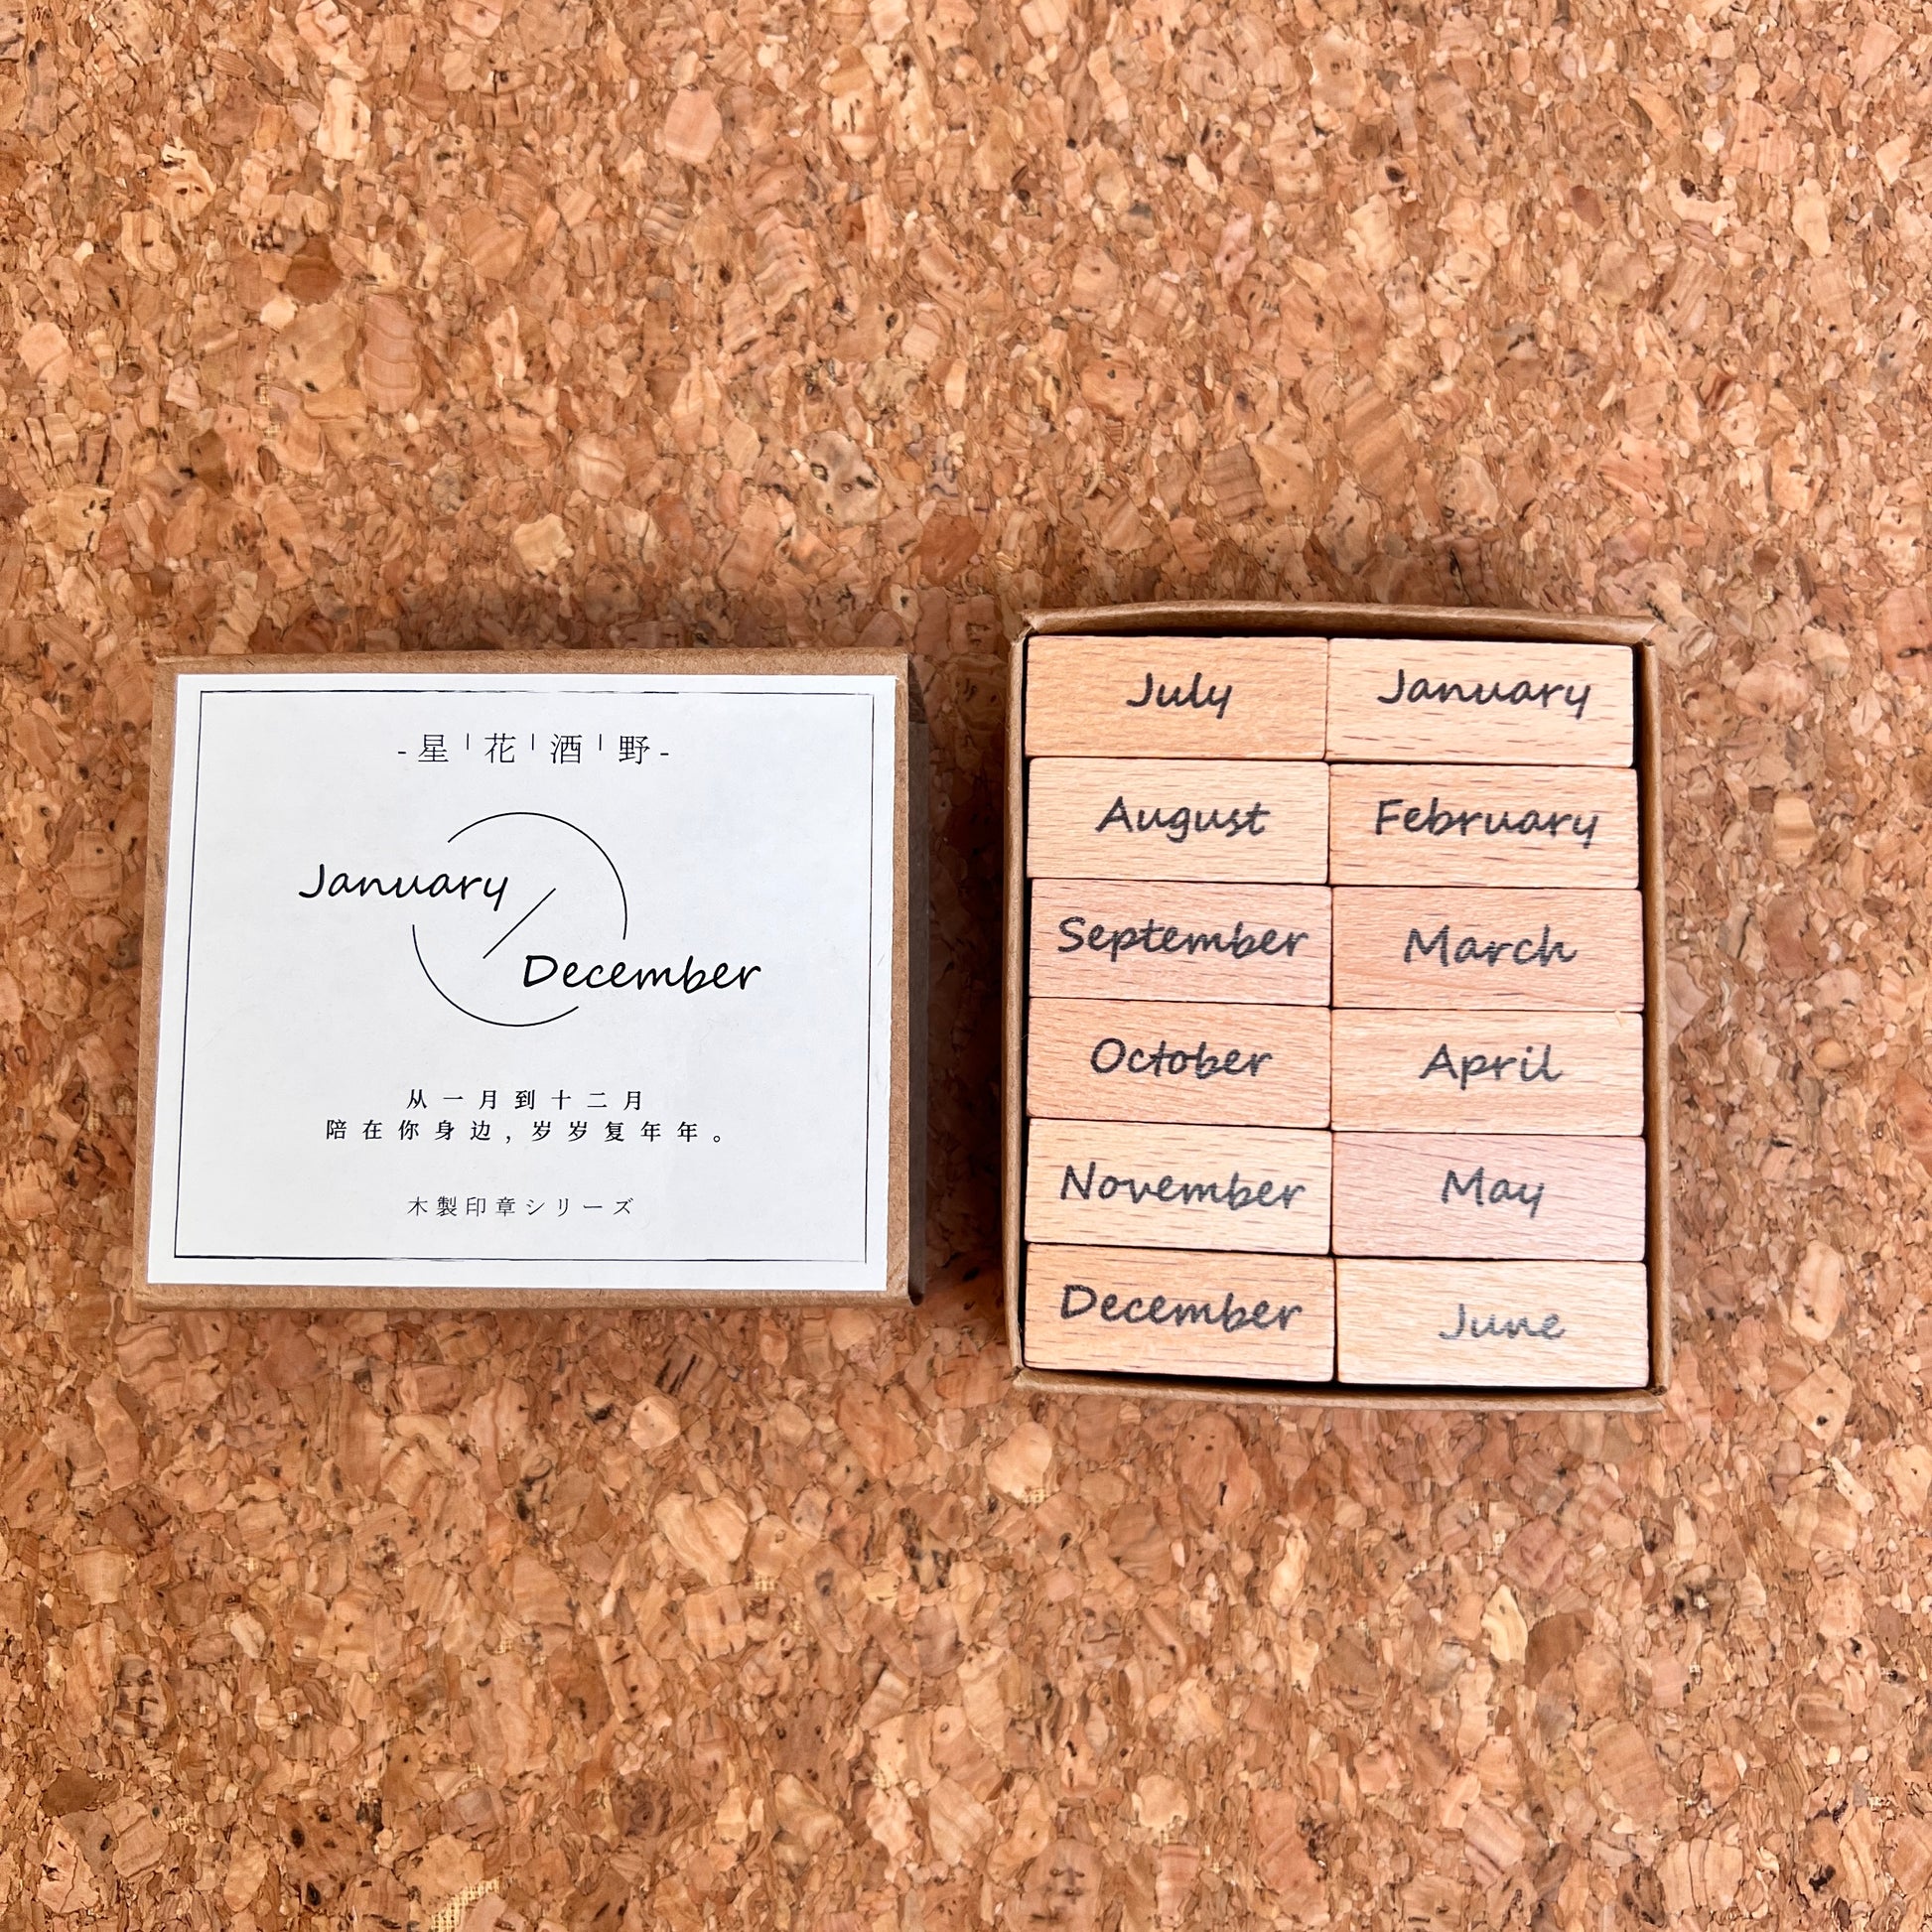 -星╵花╵酒╵野-
January
December
从一月到十二月
陪在你身边,岁岁复年年。
木製印章シリーズ
July
January
August
February
September
March
October
April
November
May
December
June